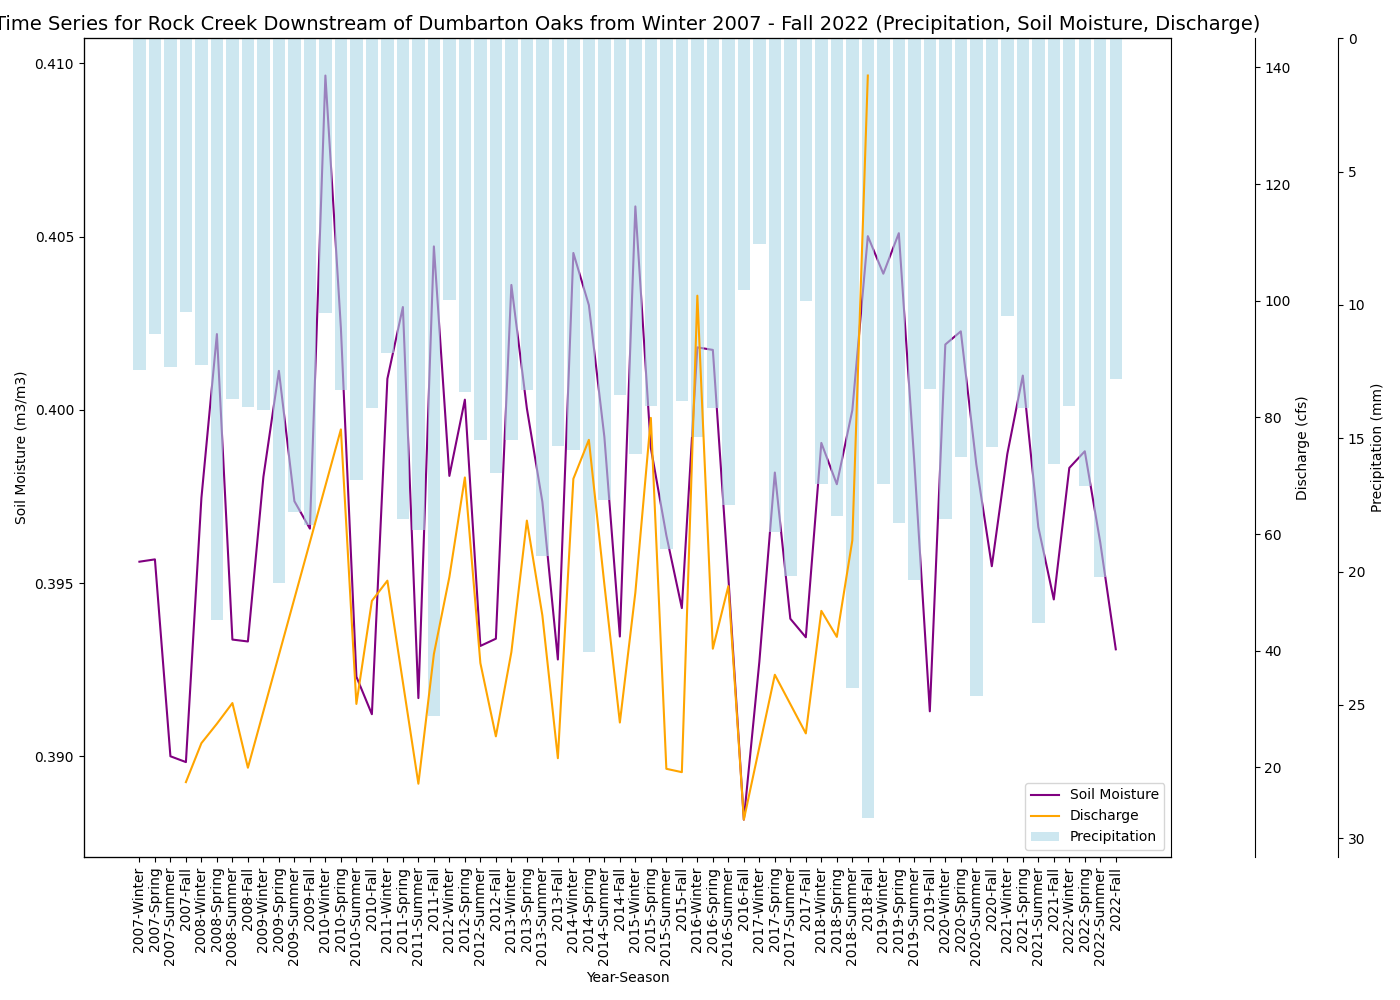 Time Series for Rock Creek Downstream of Dumbarton Oaks from Winter 2007 - Fall 2022 (Precipitation, Soil Moisture, Discharge)
0.410
0.405
0.400
0.395
0.390
Soil Moisture (m3/m3)
140
120
100
80
60
40
20
Discharge (cfs)
0
5
10
15
20
25
30
Precipitation (mm)
Soil Moisture
Discharge
Precipitation
2007-Winter
2007-Spring
2007-Summer
2007-Fall
2008-Winter
2008-Spring
2008-Summer
2008-Fall
2009-Winter
2009-Spring
2009-Summer
2009-Fall
2010-Winter
2010-Spring
2010-Summer
2010-Fall
2011-Winter
2011-Spring
2011-Summer
2011-Fall
2012-Winter
2012-Spring
2012-Summer
2012-Fall
2013-Winter
2013-Spring
2013-Summer
2013-Fall
2014-Winter
2014-Spring
2014-Summer
2014-Fall
2015-Winter
2015-Spring
2015-Summer
2015-Fall
2016-Winter
2016-Spring
2016-Summer
2016-Fall
2017-Winter
2017-Spring
2017-Summer
2017-Fall
2018-Winter
2018-Spring
2018-Summer
2018-Fall
2019-Winter
2019-Spring
2019-Summer
2019-Fall
2020-Winter
2020-Spring
2020-Summer
2020-Fall
2021-Winter
2021-Spring
2021-Summer
2021-Fall
2022-Winter
2022-Spring
2022-Summer
2022-Fall
Year-Season